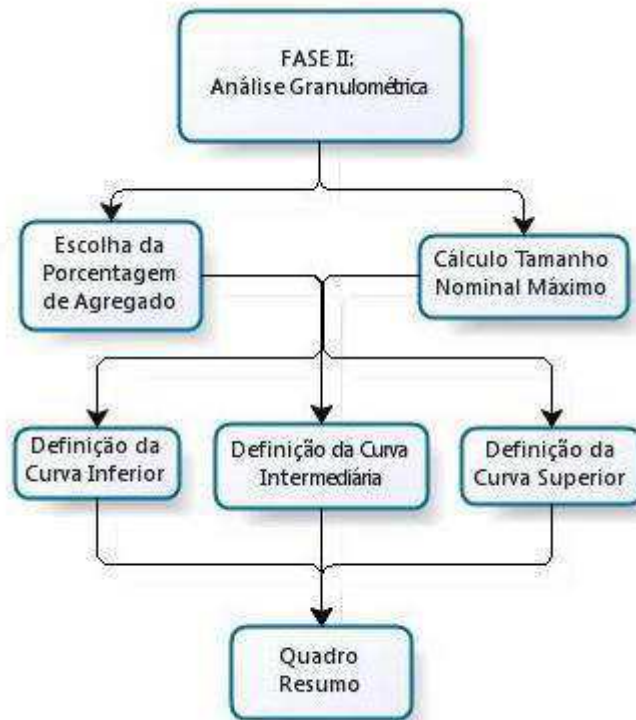 FASE II:
Análise Granulométrica
Escolha da
Porcentagem
de Agregado
Cálculo Tamanho
Nominal Máximo
Definição da
Curva Inferior
Definição da Curva
Intermediária
Definição da
Curva Superior
Quadro
Resumo